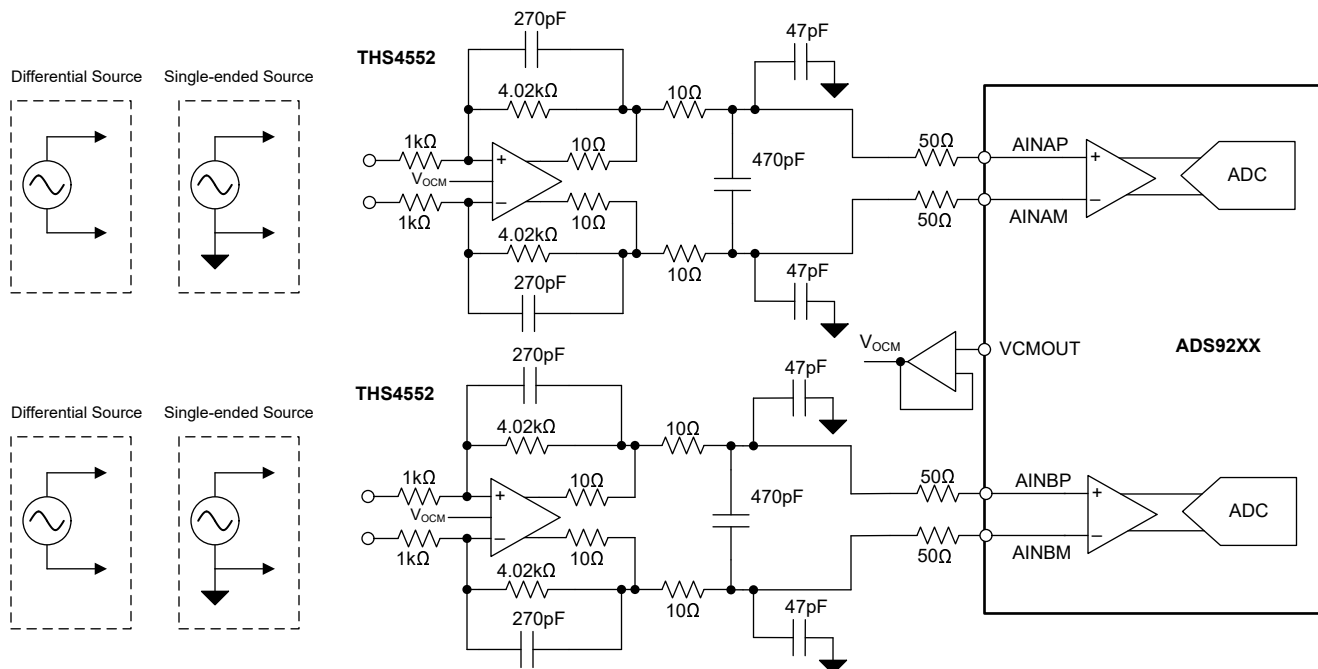 270pF
47pF
THS4552
Differential Source
Single-ended Source
4.02kΩ
10Ω
1kΩ
+
VOCM
−
1kΩ
10Ω
10Ω
470pF
4.02kΩ
10Ω
270pF
47pF
50Ω
AINAP
+
−
ADC
50Ω
AINAM
VOCM
VCMOUT
ADS92XX
270pF
47pF
THS4552
Differential Source
Single-ended Source
4.02kΩ
10Ω
1kΩ
+
VOCM
−
1kΩ
10Ω
10Ω
470pF
4.02kΩ
10Ω
270pF
47pF
50Ω
AINBP
+
−
ADC
50Ω
AINBM